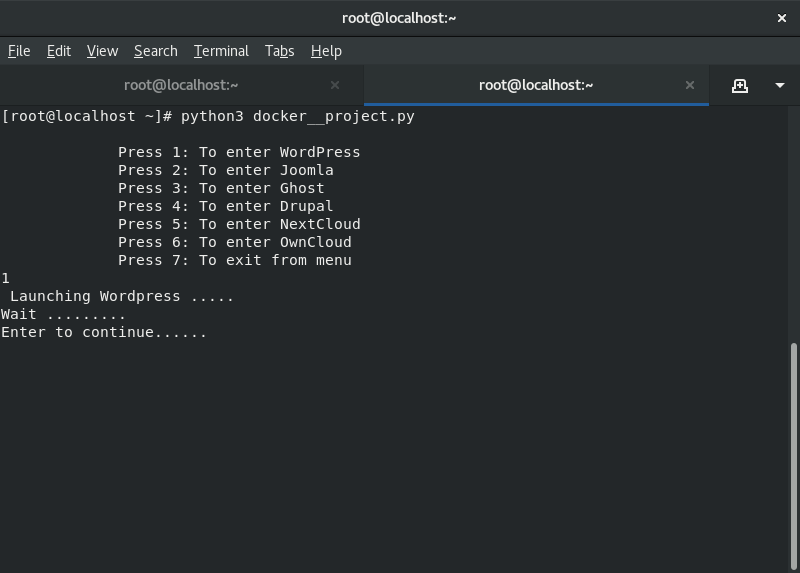 root@localhost:~
File Edit View Search Terminal Tabs Help
root@localhost:~ root@localhost:~
[root@localhost ~]# python3 docker__project.py
Press 1: To enter WordPress
Press 2: To enter Joomla
Press 3: To enter Ghost
Press 4: To enter Drupal
Press 5: To enter NextCloud
Press 6: To enter OwnCloud
Press 7: To exit from menu
1
Launching Wordpress .....
Wait .........
Enter to continue......